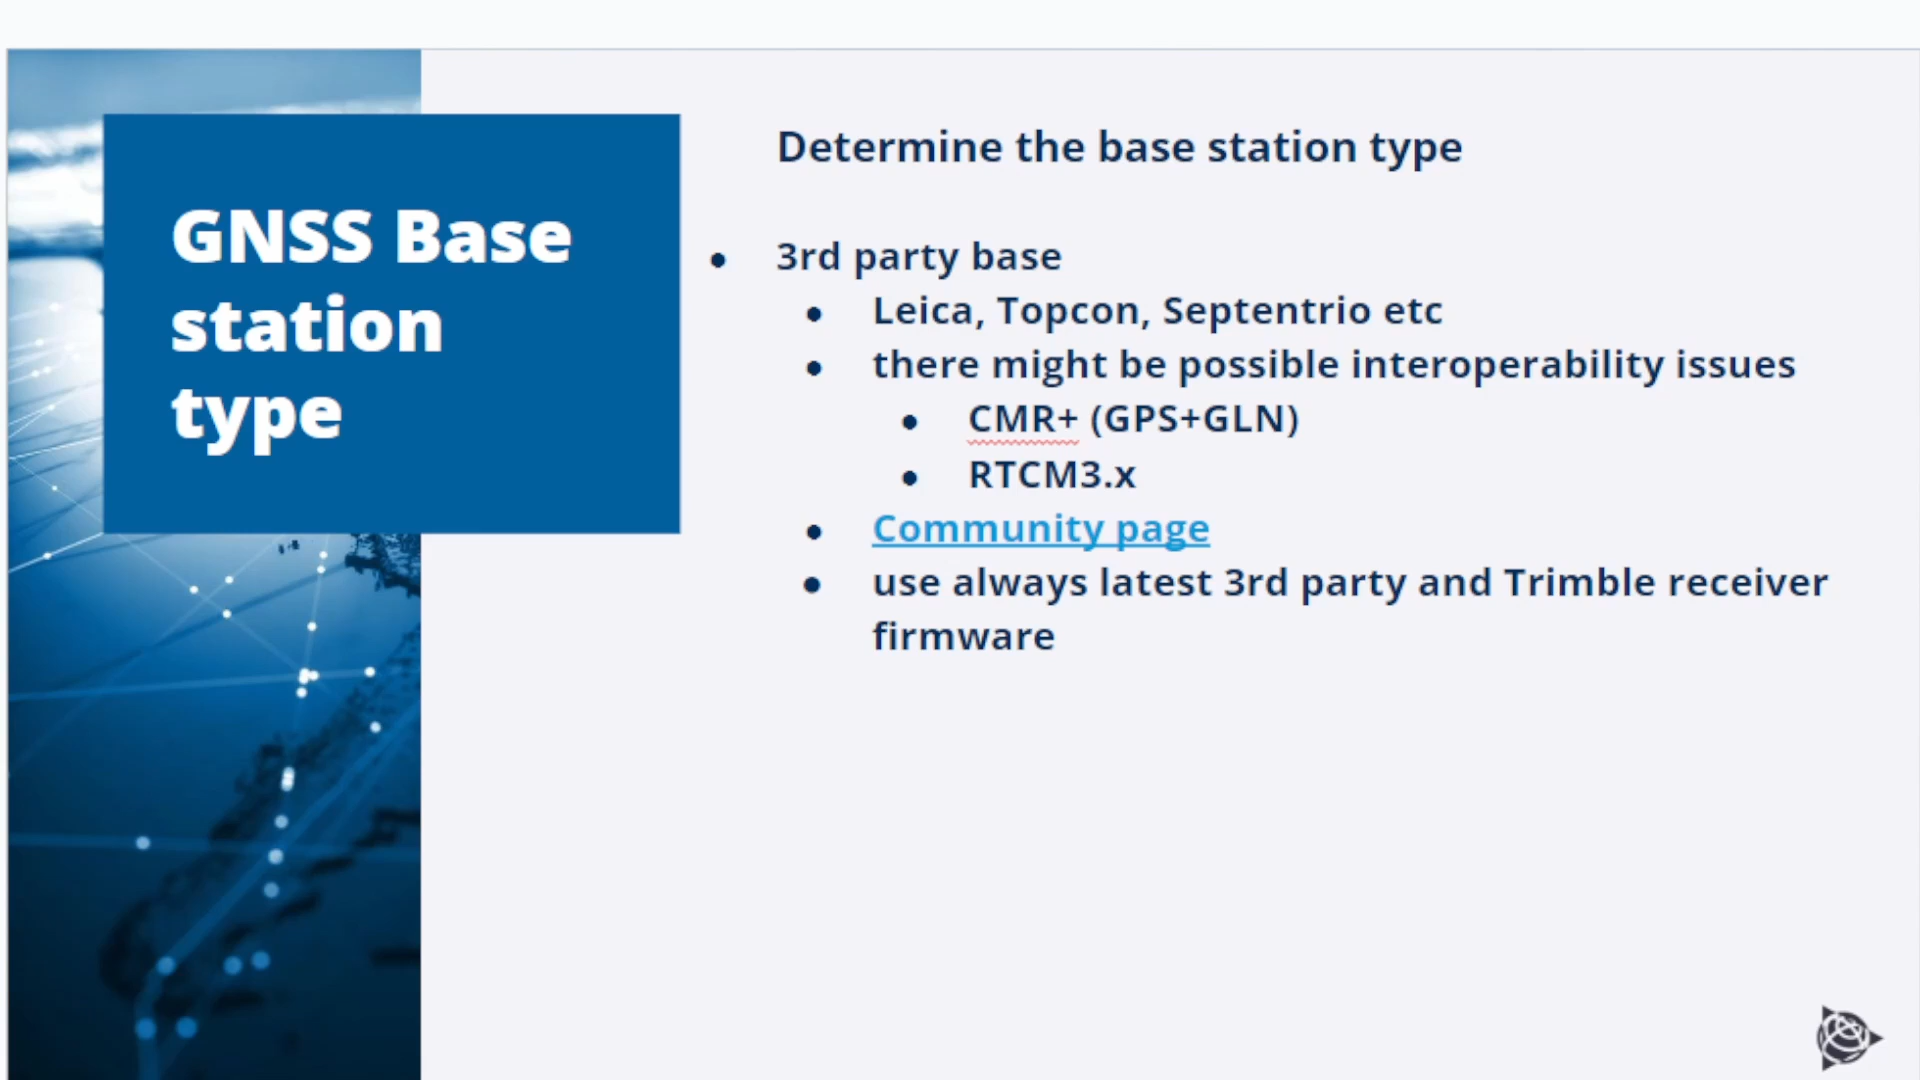 GNSS Base
station
type
Determine the base station type
3rd party base
Leica, Topcon, Septentrio etc
there might be possible interoperability issues
CMR+ (GPS+GLN)
RTCM3.x
Community page
use always latest 3rd party and Trimble receiver
firmware